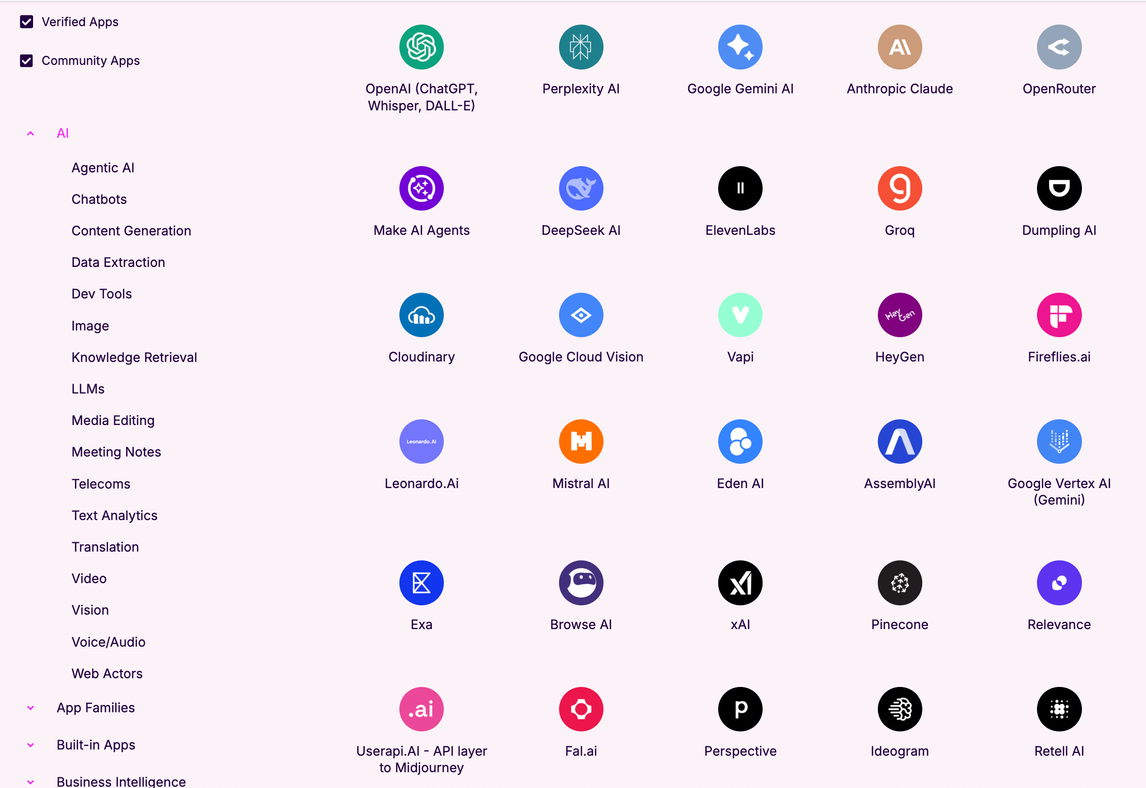 Verified Apps
Community Apps
AI
Agentic AI
Chatbots
Content Generation
Data Extraction
Dev Tools
Image
Knowledge Retrieval
LLMs
Media Editing
Meeting Notes
Telecoms
Text Analytics
Translation
Video
Vision
Voice/Audio
Web Actors
App Families
Built-in Apps
Business Intelligence
OpenAI (ChatGPT,
Whisper, DALL-E)
Perplexity AI
Google Gemini AI
AI
Anthropic Claude
OpenRouter
Make AI Agents
DeepSeek AI
II
ElevenLabs
g
Groq
Dumpling AI
Cloudinary
Google Cloud Vision
Vapi
HeyGen
HeyGen
Fireflies.ai
Leonardo.Ai
Leonardo.Ai
M
Mistral AI
Eden AI
AssemblyAI
Google Vertex AI
(Gemini)
Exa
Browse AI
xAI
xAI
Pinecone
Relevance
.ai
Userapi.AI - API layer
to Midjourney
Fal.ai
P
Perspective
Ideogram
Retell AI